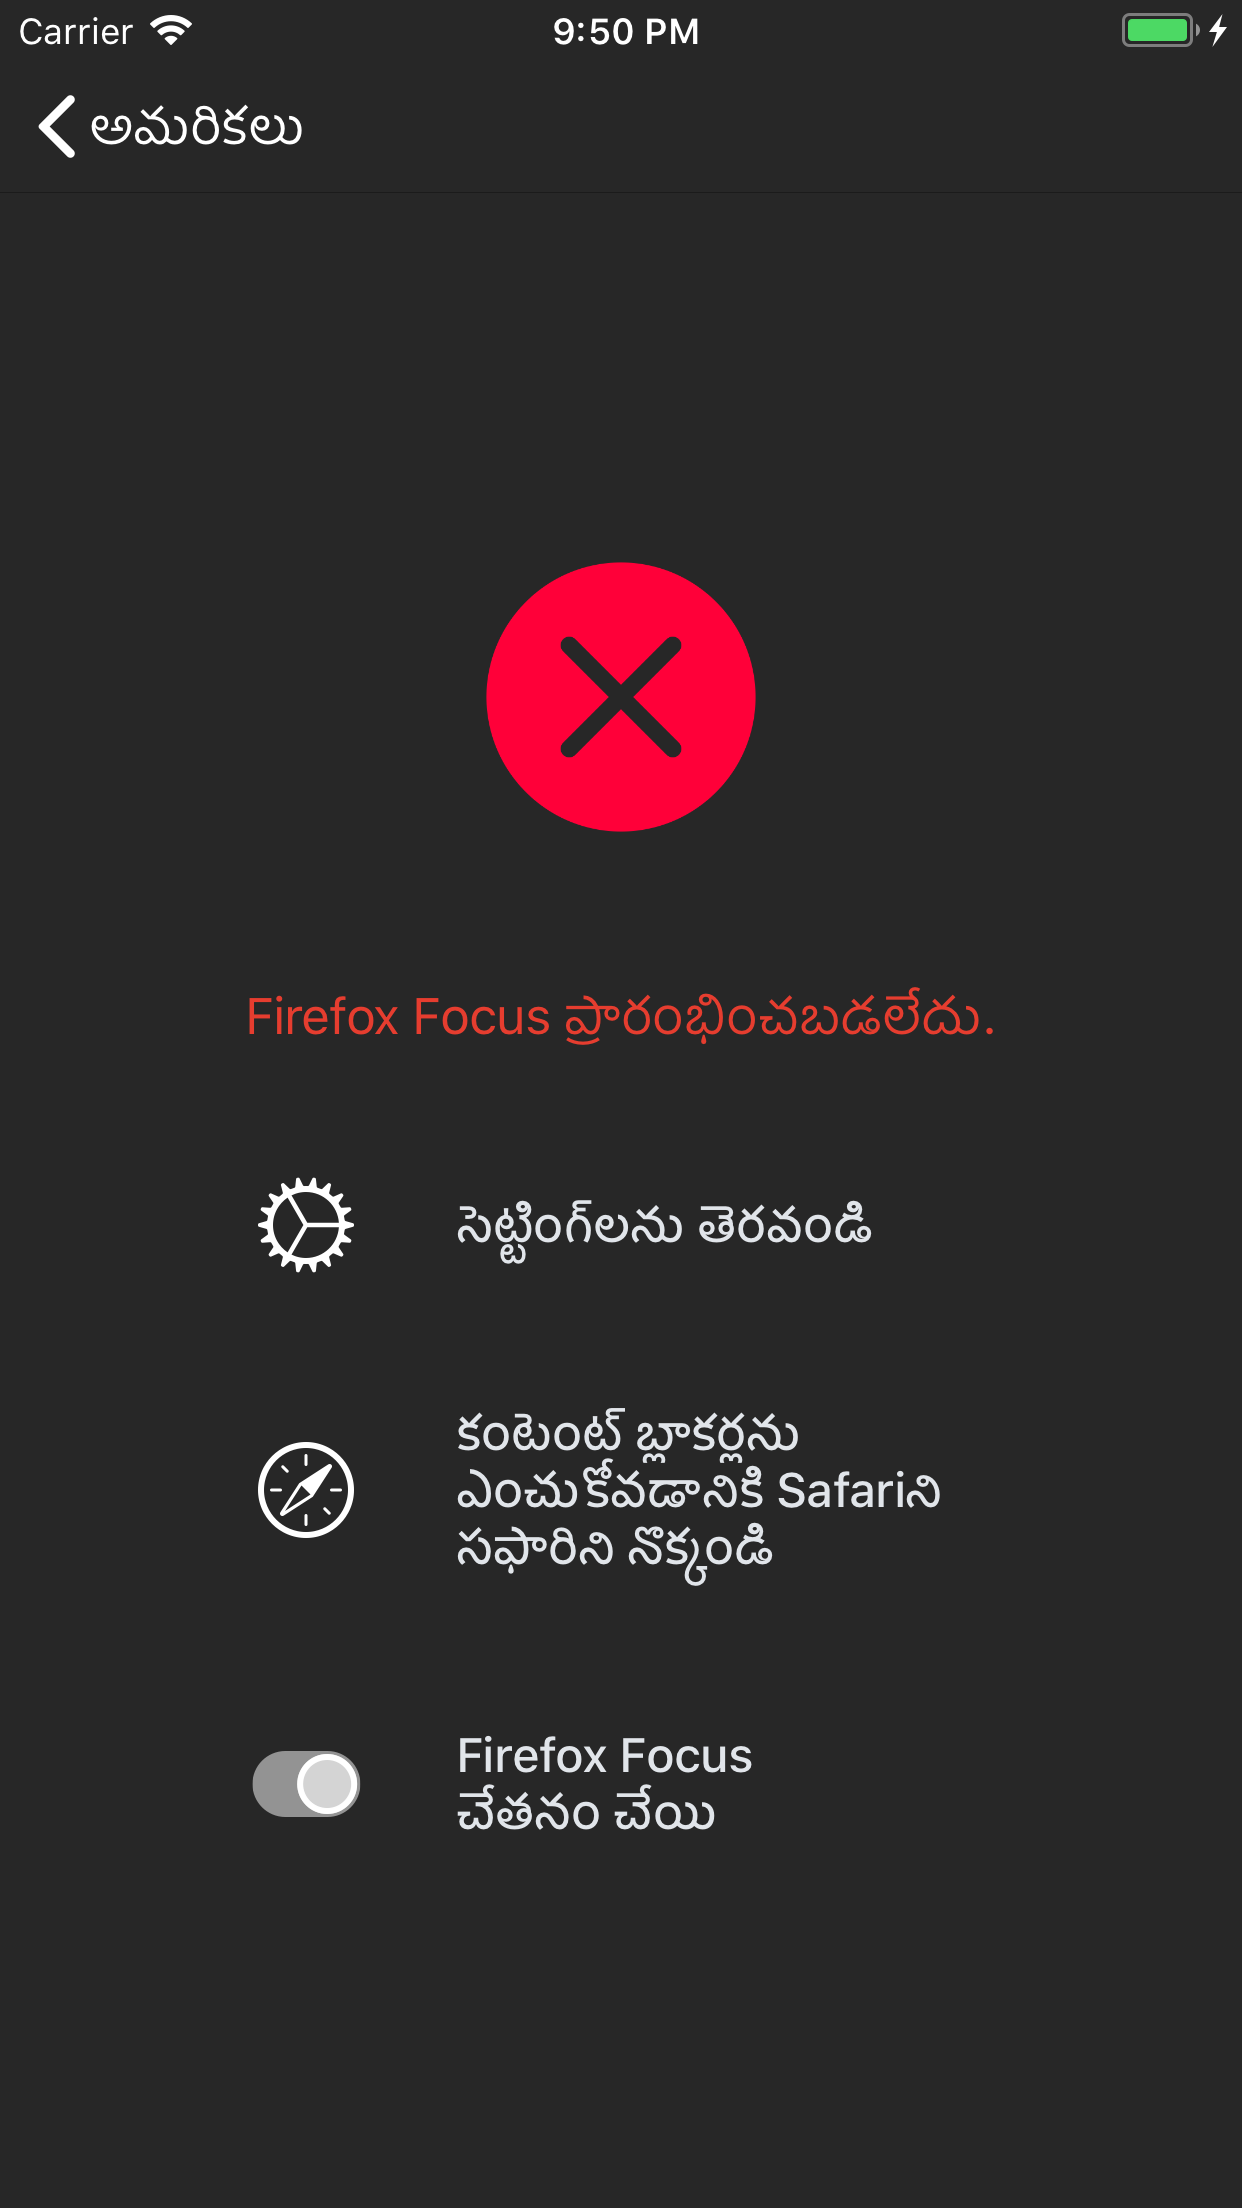 Carrier
9:50 PM
అమరికలు
Firefox Focus ప్రారంభించబడలేదు.
సెట్టింగ్‌లను తెరవండి
కంటెంట్ బ్లాకర్లను
ఎంచుకోవడానికి Safariని
సఫారిని నొక్కండి
Firefox Focus
చేతనం చేయి